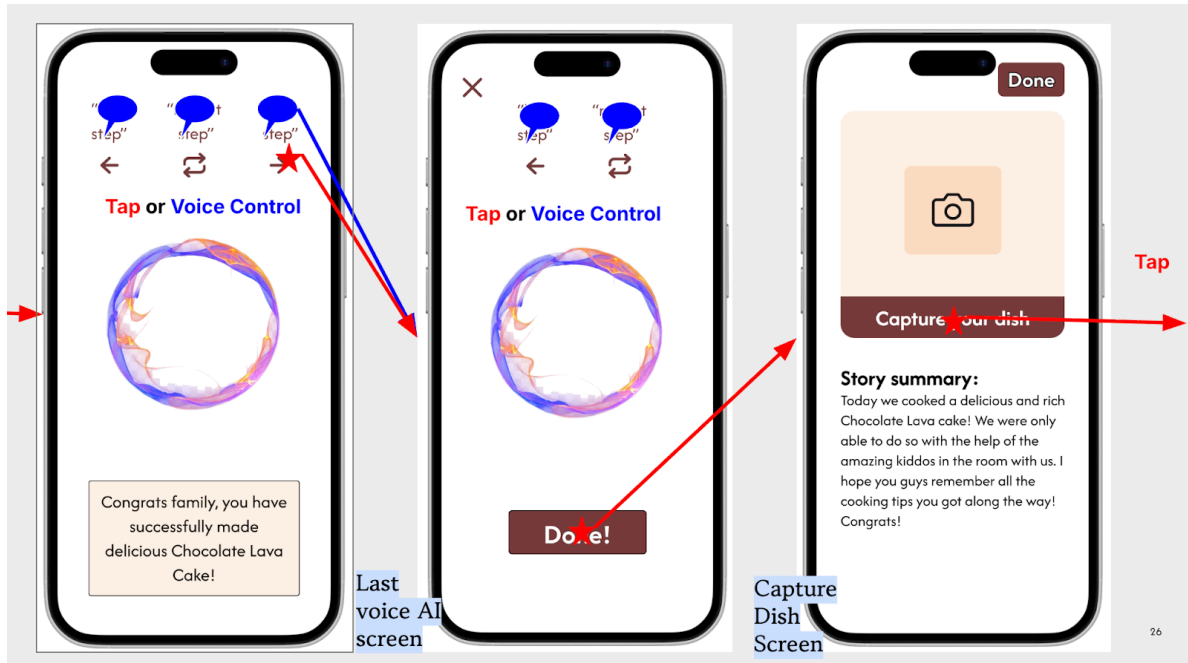 step”
step”
step”
Tap or Voice Control
Congrats family, you have
successfully made
delicious Chocolate Lava
Cake!
Last
voice AI
screen
step”
step”
Tap or Voice Control
Done!
Done
Capture your dish
Story summary:
Today we cooked a delicious and rich
Chocolate Lava cake! We were only
able to do so with the help of the
amazing kiddos in the room with us. I
hope you guys remember all the
cooking tips you got along the way!
Congrats!
Capture
Dish
Screen
Tap
26